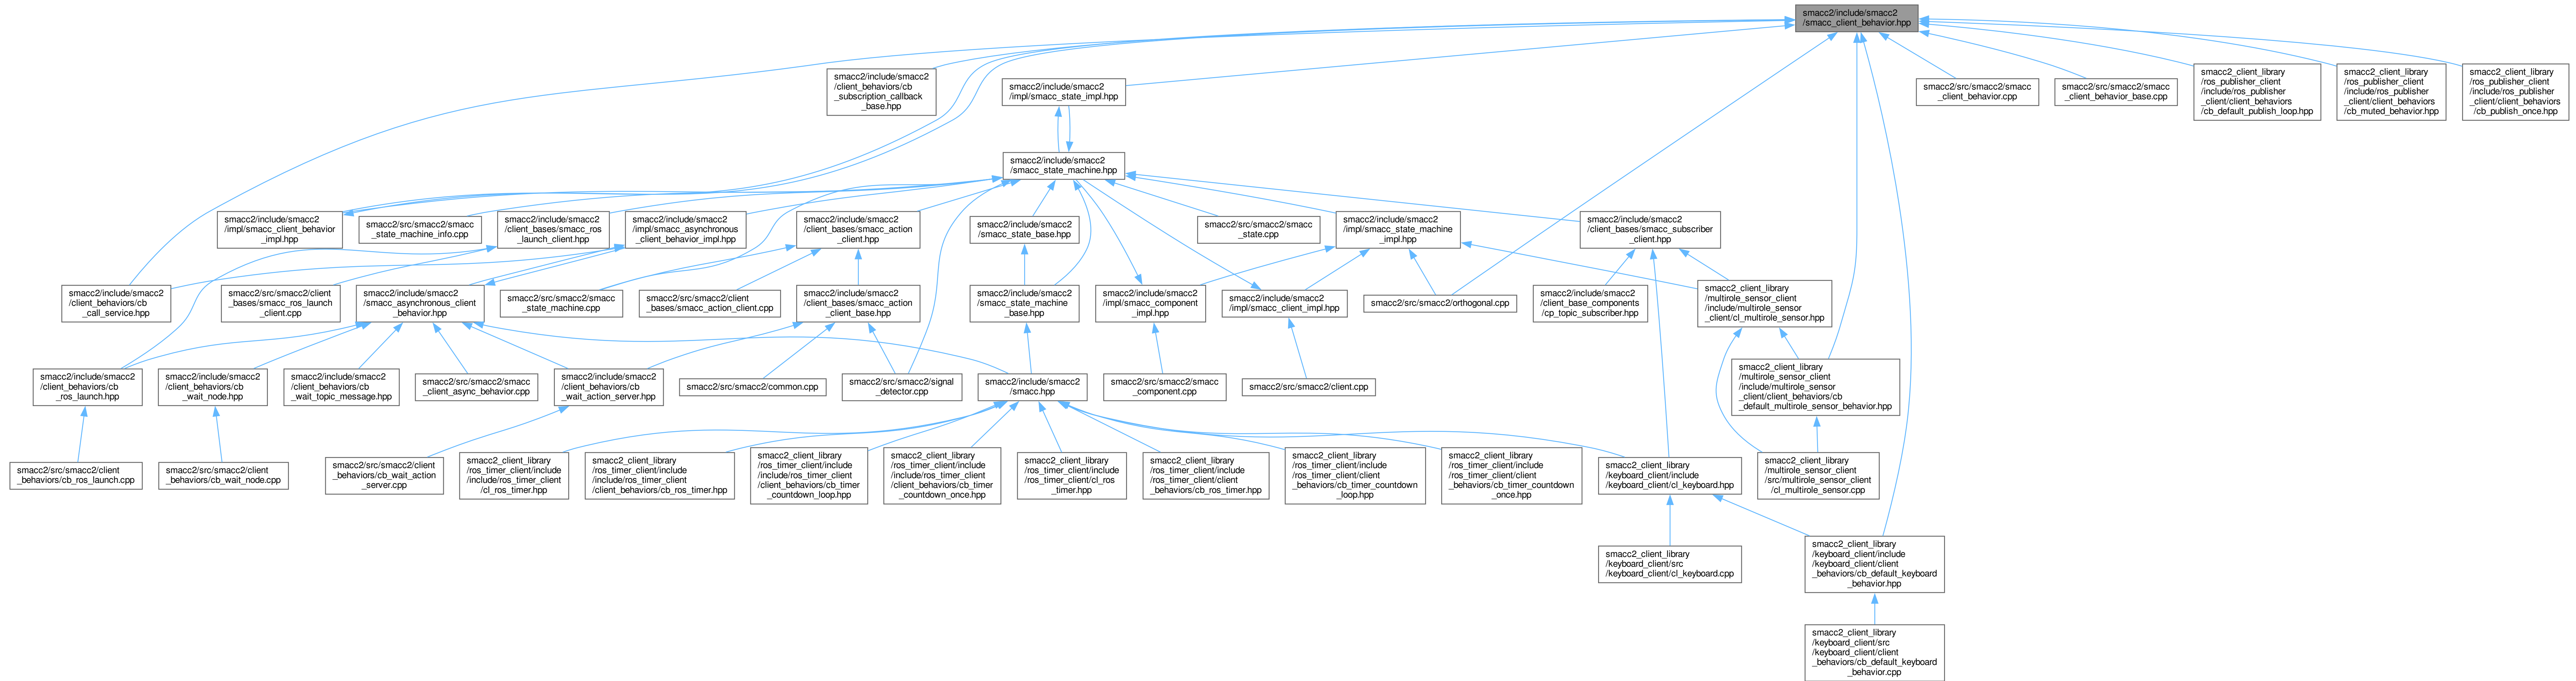 smacc2/include/smacc2
/smacc_client_behavior.hpp
smacc2/include/smacc2
/client_behaviors/cb
_subscription_callback
_base.hpp
smacc2/include/smacc2
/impl/smacc_state_impl.hpp
smacc2/src/smacc2/smacc
_client_behavior.cpp
smacc2/src/smacc2/smacc
_client_behavior_base.cpp
smacc2_client_library
/ros_publisher_client
/include/ros_publisher
_client/client_behaviors
/cb_default_publish_loop.hpp
smacc2_client_library
/ros_publisher_client
/include/ros_publisher
_client/client_behaviors
/cb_muted_behavior.hpp
smacc2_client_library
/ros_publisher_client
/include/ros_publisher
_client/client_behaviors
/cb_publish_once.hpp
smacc2/include/smacc2
/smacc_state_machine.hpp
smacc2/include/smacc2
/impl/smacc_client_behavior
_impl.hpp
smacc2/src/smacc2/smacc
_state_machine_info.cpp
smacc2/include/smacc2
/client_bases/smacc_ros
_launch_client.hpp
smacc2/include/smacc2
/impl/smacc_asynchronous
_client_behavior_impl.hpp
smacc2/include/smacc2
/client_bases/smacc_action
_client.hpp
smacc2/include/smacc2
/smacc_state_base.hpp
smacc2/src/smacc2/smacc
_state.cpp
smacc2/include/smacc2
/impl/smacc_state_machine
_impl.hpp
smacc2/include/smacc2
/client_bases/smacc_subscriber
_client.hpp
smacc2/include/smacc2
/client_behaviors/cb
_call_service.hpp
smacc2/src/smacc2/client
_bases/smacc_ros_launch
_client.cpp
smacc2/include/smacc2
/smacc_asynchronous_client
_behavior.hpp
smacc2/src/smacc2/smacc
_state_machine.cpp
smacc2/src/smacc2/client
_bases/smacc_action_client.cpp
smacc2/include/smacc2
/client_bases/smacc_action
_client_base.hpp
smacc2/include/smacc2
/smacc_state_machine
_base.hpp
smacc2/include/smacc2
/impl/smacc_component
_impl.hpp
smacc2/include/smacc2
/impl/smacc_client_impl.hpp
smacc2/src/smacc2/orthogonal.cpp
smacc2/include/smacc2
/client_base_components
/cp_topic_subscriber.hpp
smacc2_client_library
/multirole_sensor_client
/include/multirole_sensor
_client/cl_multirole_sensor.hpp
smacc2/include/smacc2
/client_behaviors/cb
_ros_launch.hpp
smacc2/include/smacc2
/client_behaviors/cb
_wait_node.hpp
smacc2/include/smacc2
/client_behaviors/cb
_wait_topic_message.hpp
smacc2/src/smacc2/smacc
_client_async_behavior.cpp
smacc2/include/smacc2
/client_behaviors/cb
_wait_action_server.hpp
smacc2/src/smacc2/common.cpp
smacc2/src/smacc2/signal
_detector.cpp
smacc2/include/smacc2
/smacc.hpp
smacc2/src/smacc2/smacc
_component.cpp
smacc2/src/smacc2/client.cpp
smacc2_client_library
/multirole_sensor_client
/include/multirole_sensor
_client/client_behaviors/cb
_default_multirole_sensor_behavior.hpp
smacc2/src/smacc2/client
_behaviors/cb_ros_launch.cpp
smacc2/src/smacc2/client
_behaviors/cb_wait_node.cpp
smacc2/src/smacc2/client
_behaviors/cb_wait_action
_server.cpp
smacc2_client_library
/ros_timer_client/include
/include/ros_timer_client
/cl_ros_timer.hpp
smacc2_client_library
/ros_timer_client/include
/include/ros_timer_client
/client_behaviors/cb_ros_timer.hpp
smacc2_client_library
/ros_timer_client/include
/include/ros_timer_client
/client_behaviors/cb_timer
_countdown_loop.hpp
smacc2_client_library
/ros_timer_client/include
/include/ros_timer_client
/client_behaviors/cb_timer
_countdown_once.hpp
smacc2_client_library
/ros_timer_client/include
/ros_timer_client/cl_ros
_timer.hpp
smacc2_client_library
/ros_timer_client/include
/ros_timer_client/client
_behaviors/cb_ros_timer.hpp
smacc2_client_library
/ros_timer_client/include
/ros_timer_client/client
_behaviors/cb_timer_countdown
_loop.hpp
smacc2_client_library
/ros_timer_client/include
/ros_timer_client/client
_behaviors/cb_timer_countdown
_once.hpp
smacc2_client_library
/keyboard_client/include
/keyboard_client/cl_keyboard.hpp
smacc2_client_library
/multirole_sensor_client
/src/multirole_sensor_client
/cl_multirole_sensor.cpp
smacc2_client_library
/keyboard_client/src
/keyboard_client/cl_keyboard.cpp
smacc2_client_library
/keyboard_client/include
/keyboard_client/client
_behaviors/cb_default_keyboard
_behavior.hpp
smacc2_client_library
/keyboard_client/src
/keyboard_client/client
_behaviors/cb_default_keyboard
_behavior.cpp